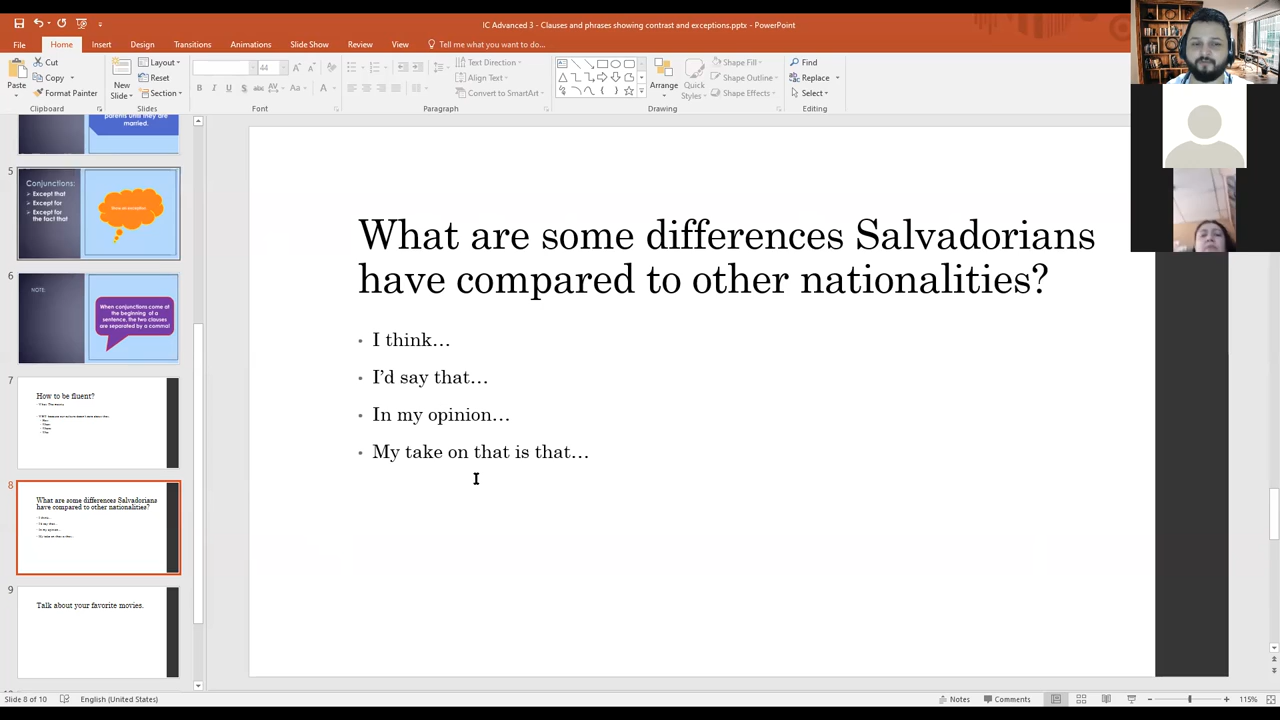 IC Advanced 3 - Clauses and phrases showing contrast and exceptions.pptx - PowerPoint
File Home Insert Design Transitions Animations Slide Show Review View Tell me what you want to do...
Paste
Cut
Copy
Format Painter
Clipboard
New Slide
Layout
Reset
Section
Slides
44
Font
Text Direction
Align Text
Convert to SmartArt
Paragraph
Arrange
Quick Styles
Shape Fill
Shape Outline
Shape Effects
Drawing
Find
Replace
Select
Editing
parents until they are
married.
5
Conjunctions:
Except that
Except for
Except for
the fact that
6
NOTE:
When conjunctions come at
the beginning of a
sentence, the two clauses
are separated by a comma!
7
How to be fluent?
8
What are some differences Salvadorians
have compared to other nationalities?
9
Talk about your favorite movies.
What are some differences Salvadorians
have compared to other nationalities?
• I think…
• I’d say that…
• In my opinion…
• My take on that is that…
Slide 8 of 10 English (United States) Notes Comments 115%